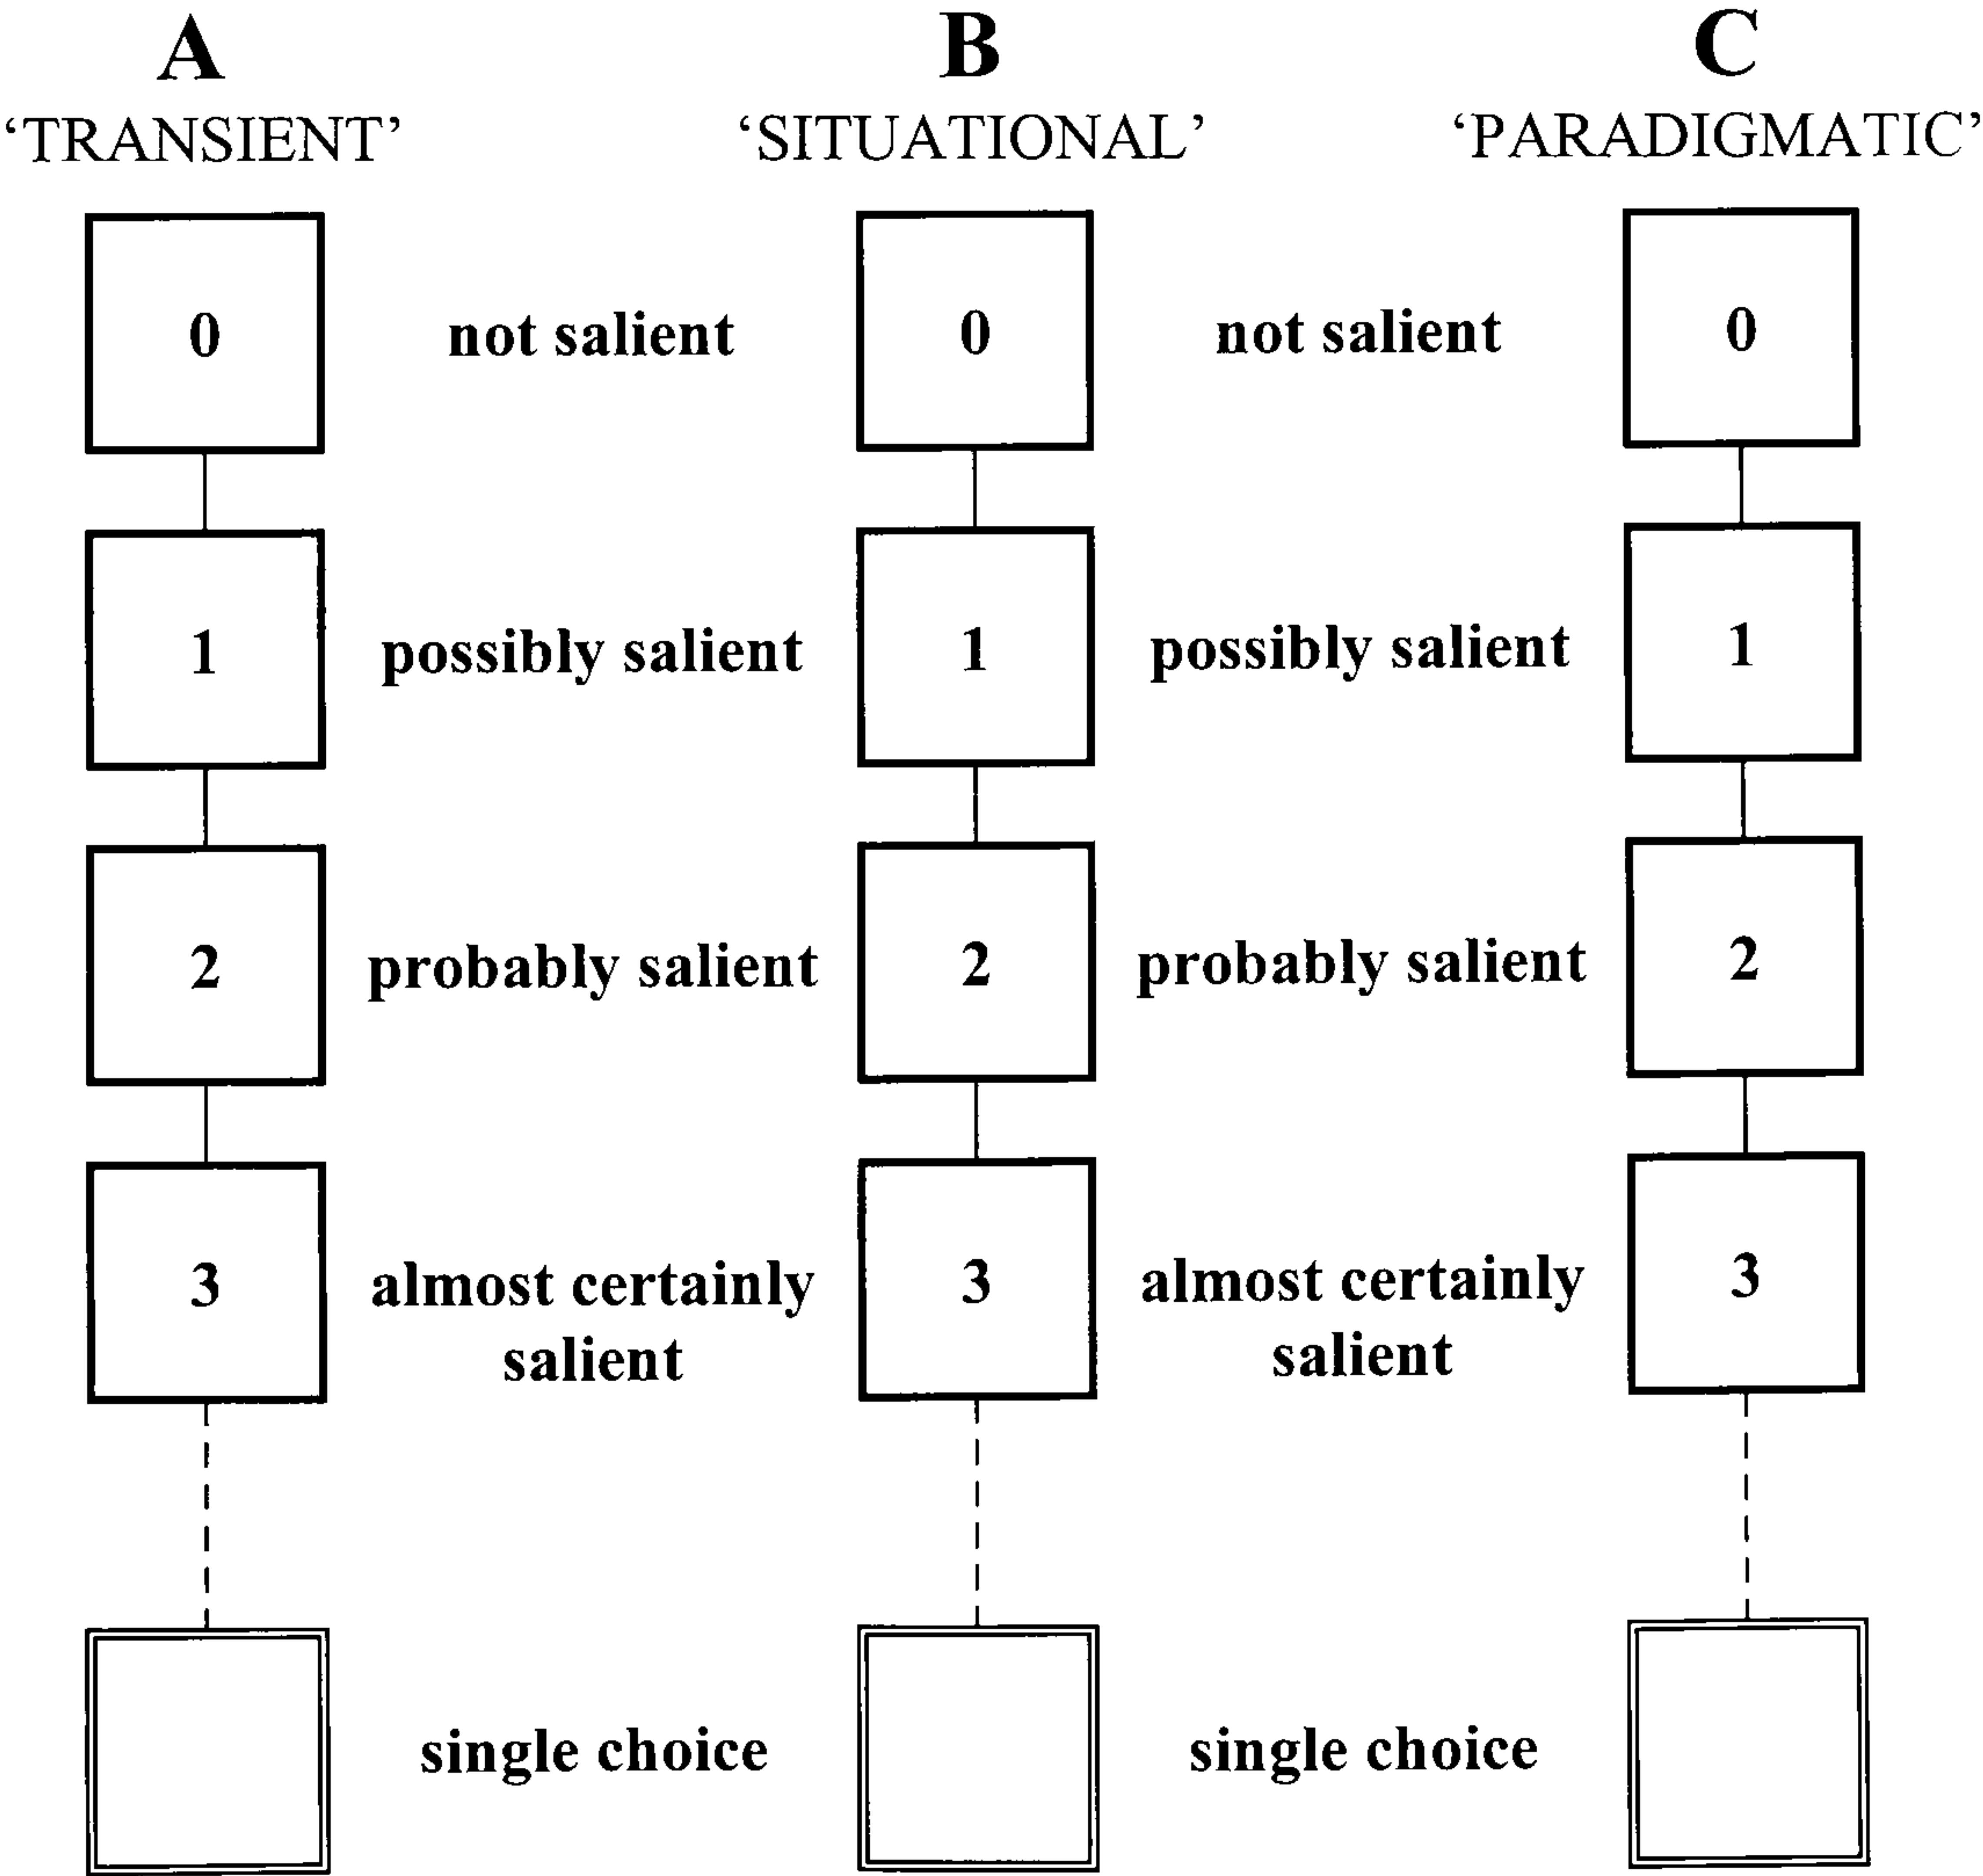 A B C
‘TRANSIENT’ ‘SITUATIONAL’ ‘PARADIGMATIC’
0 not salient 0 not salient 0
1 possibly salient 1 possibly salient 1
2 probably salient 2 probably salient 2
3 almost certainly 3 almost certainly 3
salient salient
single choice single choice